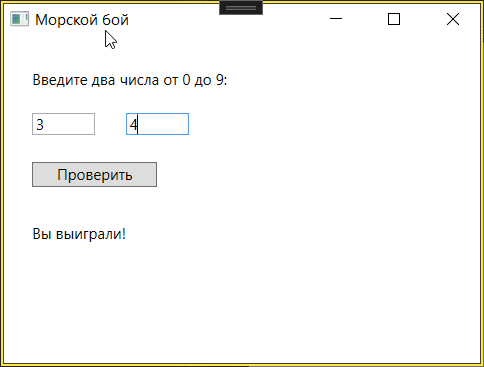 Морской бой
Введите два числа от 0 до 9:
3 4
Проверить
Вы выиграли!